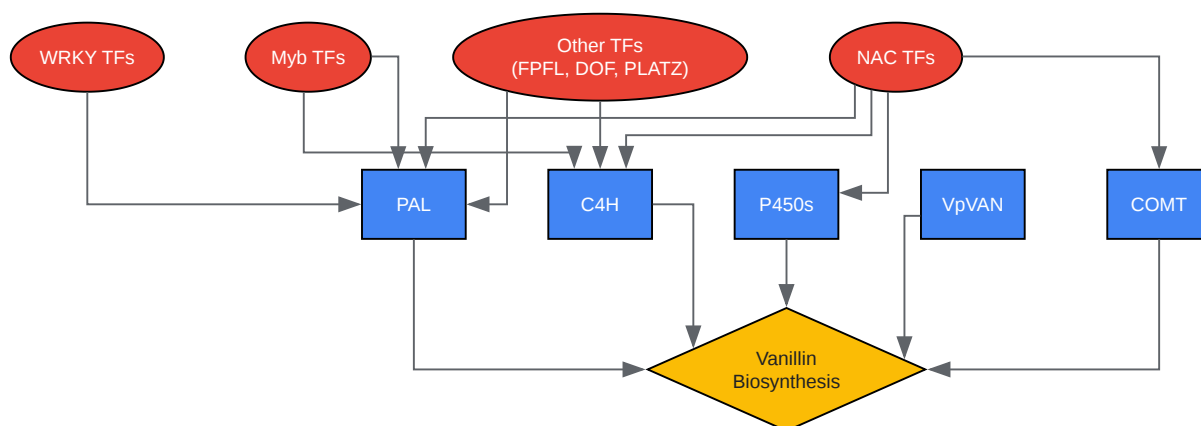 WRKY TFs
Myb TFs
Other TFs
(FPFL, DOF, PLATZ)
NAC TFs
PAL
C4H
P450s
VpVAN
COMT
Vanillin
Biosynthesis